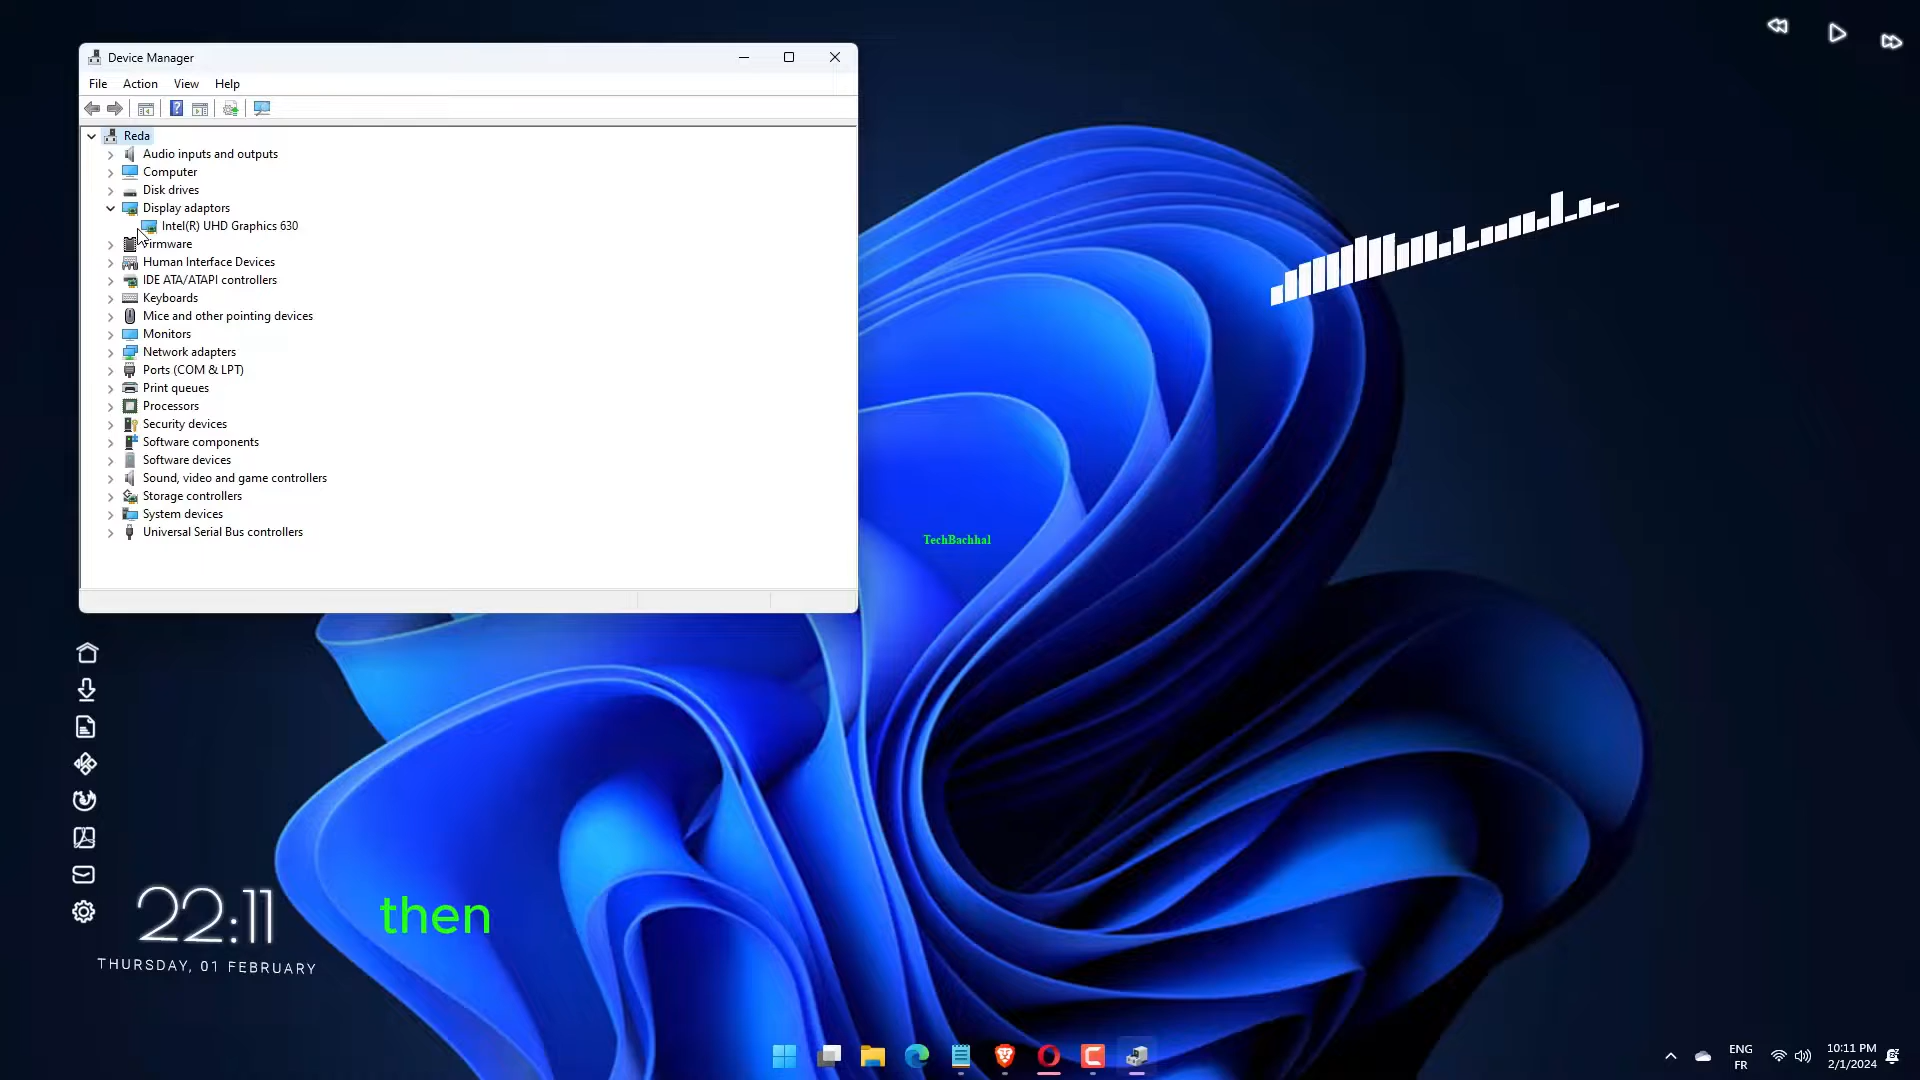 Device Manager
File Action View Help
Reda
Audio inputs and outputs
Computer
Disk drives
Display adaptors
Intel(R) UHD Graphics 630
Firmware
Human Interface Devices
IDE ATA/ATAPI controllers
Keyboards
Mice and other pointing devices
Monitors
Network adapters
Ports (COM & LPT)
Print queues
Processors
Security devices
Software components
Software devices
Sound, video and game controllers
Storage controllers
System devices
Universal Serial Bus controllers
TechBachhal
22:11
THURSDAY, 01 FEBRUARY
then
ENG
FR
10:11 PM
2/1/2024